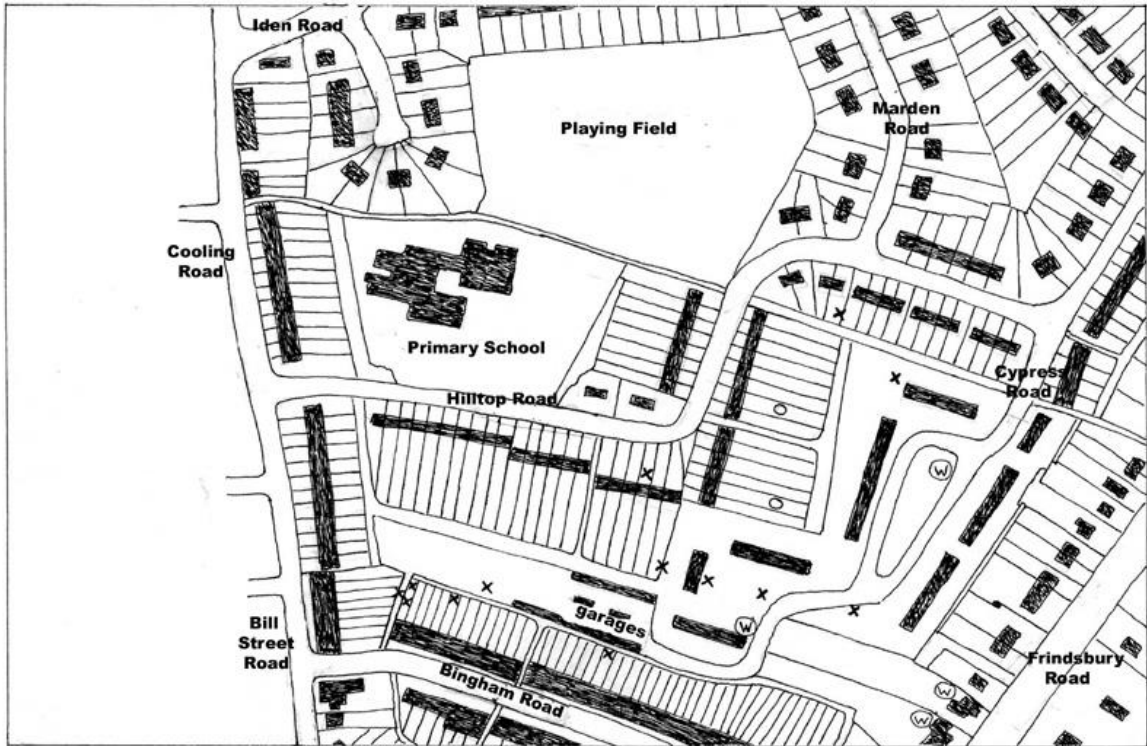 Iden Road
Playing Field
Marden
Road
Cooling
Road
Primary School
Hilltop Road
Cypress
Road
X
X
X
W
O
O
X
X
X
X
X
X
X
X
X
X
garages
X
W
Bill
Street
Road
Bingham Road
Frindsbury
Road
W
W